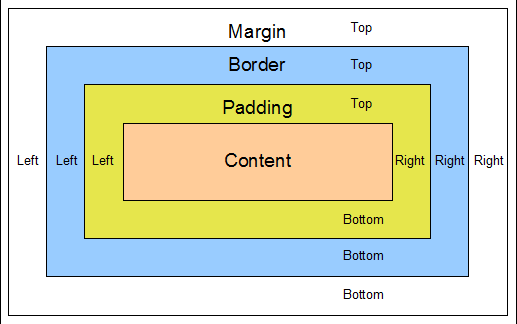 Margin Top
Border Top
Padding Top
Left Left Left Content Right Right Right
Bottom
Bottom
Bottom